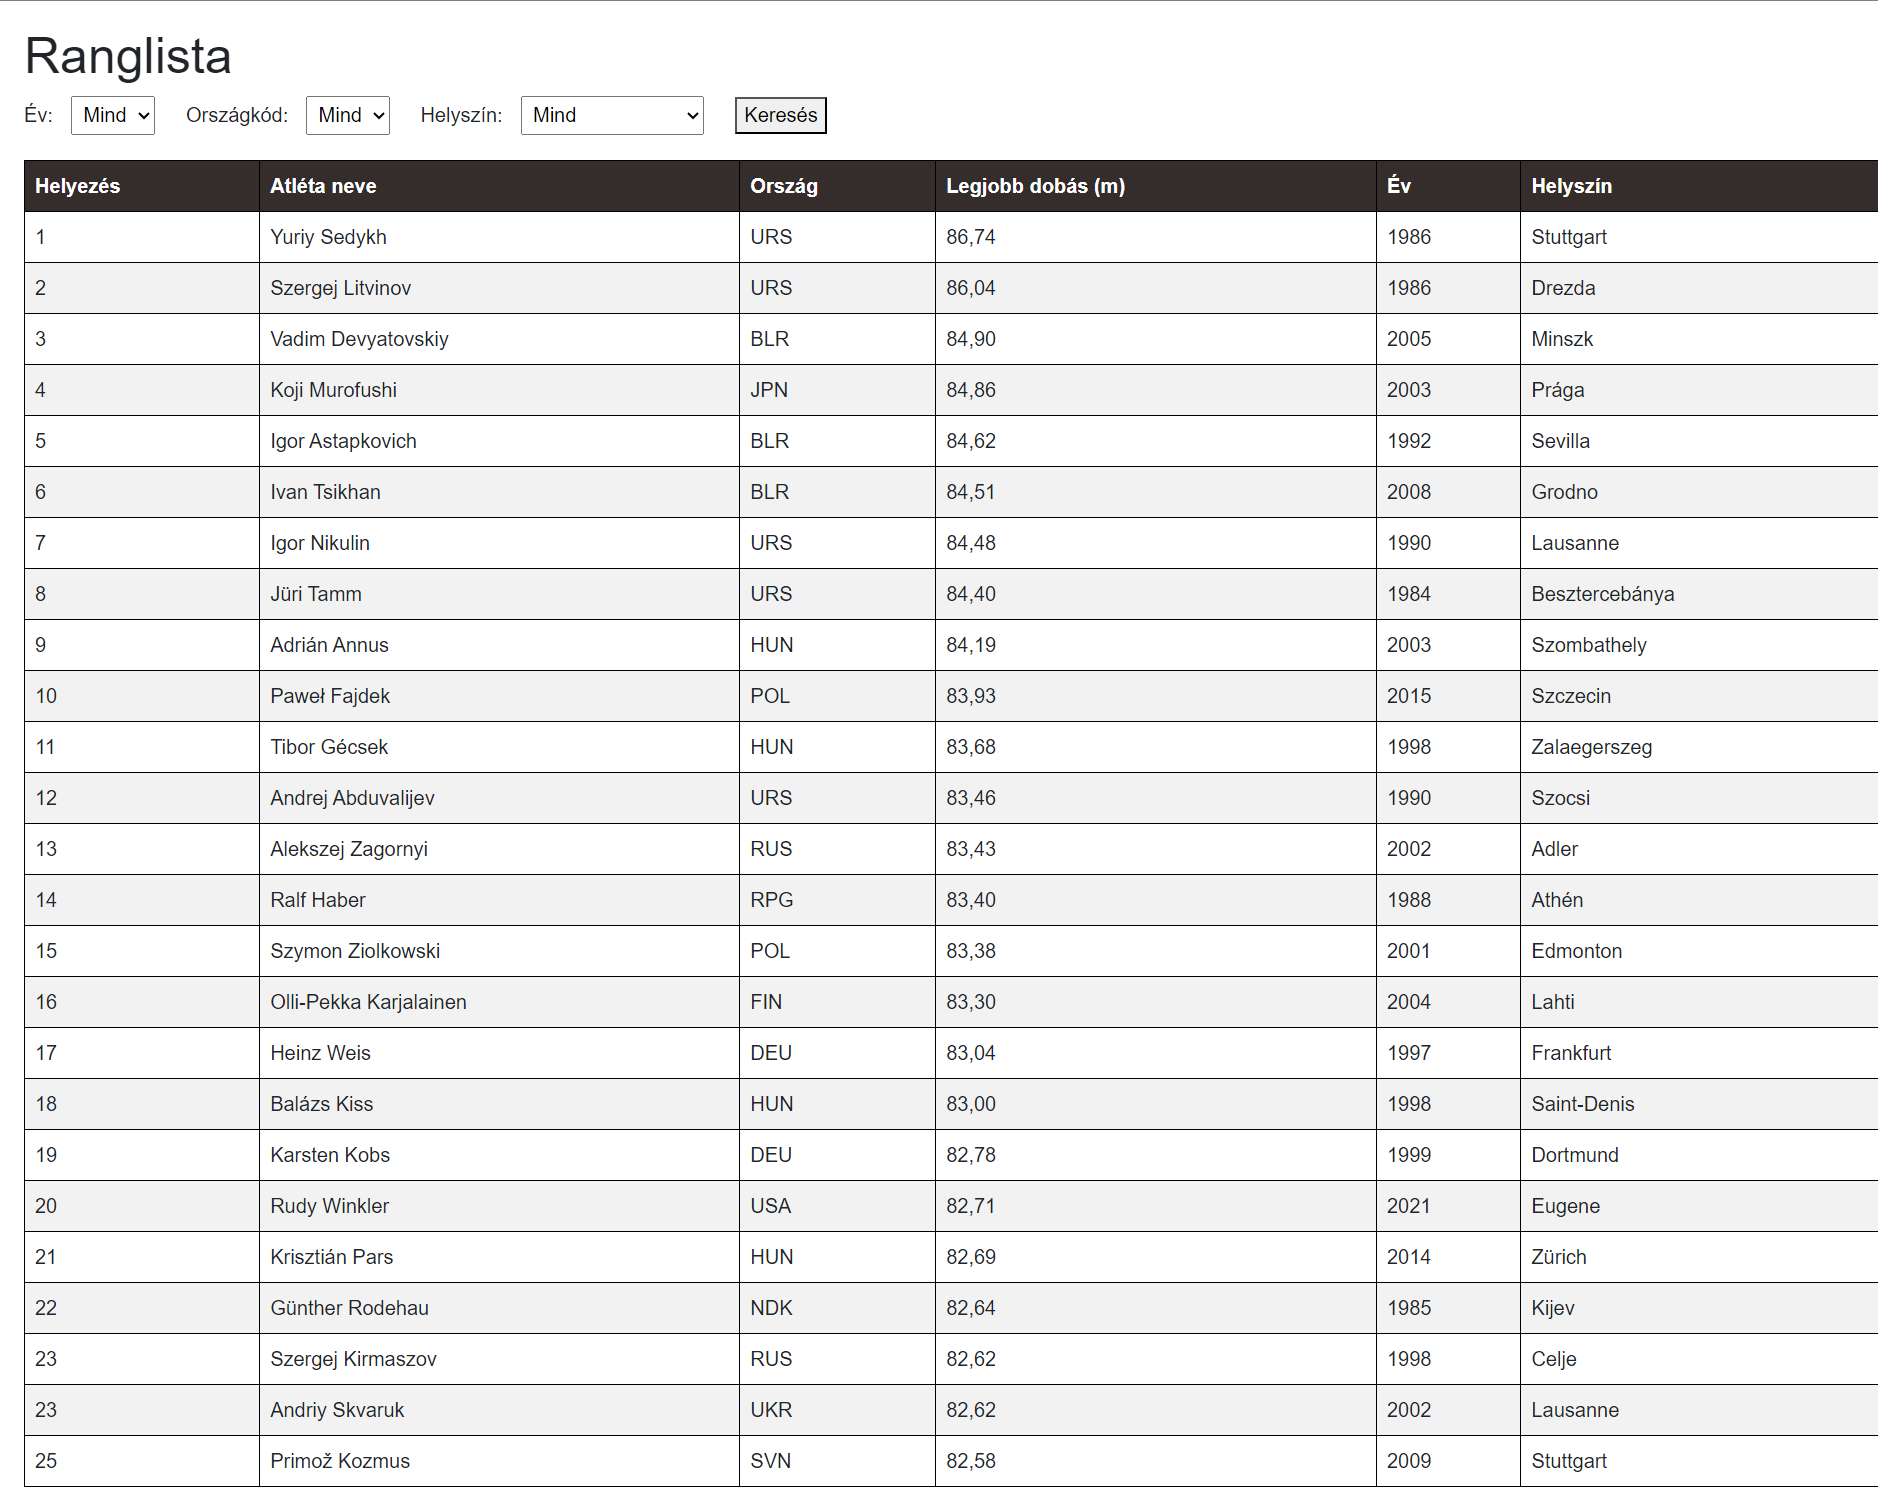 Ranglista
Év: Mind Országkód: Mind Helyszín: Mind Keresés
Helyezés Atléta neve Ország Legjobb dobás (m) Év Helyszín
1 Yuriy Sedykh URS 86,74 1986 Stuttgart
2 Szergej Litvinov URS 86,04 1986 Drezda
3 Vadim Devyatovskiy BLR 84,90 2005 Minszk
4 Koji Murofushi JPN 84,86 2003 Prága
5 Igor Astapkovich BLR 84,62 1992 Sevilla
6 Ivan Tsikhan BLR 84,51 2008 Grodno
7 Igor Nikulin URS 84,48 1990 Lausanne
8 Jüri Tamm URS 84,40 1984 Besztercebánya
9 Adrián Annus HUN 84,19 2003 Szombathely
10 Paweł Fajdek POL 83,93 2015 Szczecin
11 Tibor Gécsek HUN 83,68 1998 Zalaegerszeg
12 Andrej Abduvalijev URS 83,46 1990 Szocsi
13 Alekszej Zagornyi RUS 83,43 2002 Adler
14 Ralf Haber RPG 83,40 1988 Athén
15 Szymon Ziolkowski POL 83,38 2001 Edmonton
16 Olli-Pekka Karjalainen FIN 83,30 2004 Lahti
17 Heinz Weis DEU 83,04 1997 Frankfurt
18 Balázs Kiss HUN 83,00 1998 Saint-Denis
19 Karsten Kobs DEU 82,78 1999 Dortmund
20 Rudy Winkler USA 82,71 2021 Eugene
21 Krisztián Pars HUN 82,69 2014 Zürich
22 Günther Rodehau NDK 82,64 1985 Kijev
23 Szergej Kirmaszov RUS 82,62 1998 Celje
23 Andriy Skvaruk UKR 82,62 2002 Lausanne
25 Primož Kozmus SVN 82,58 2009 Stuttgart